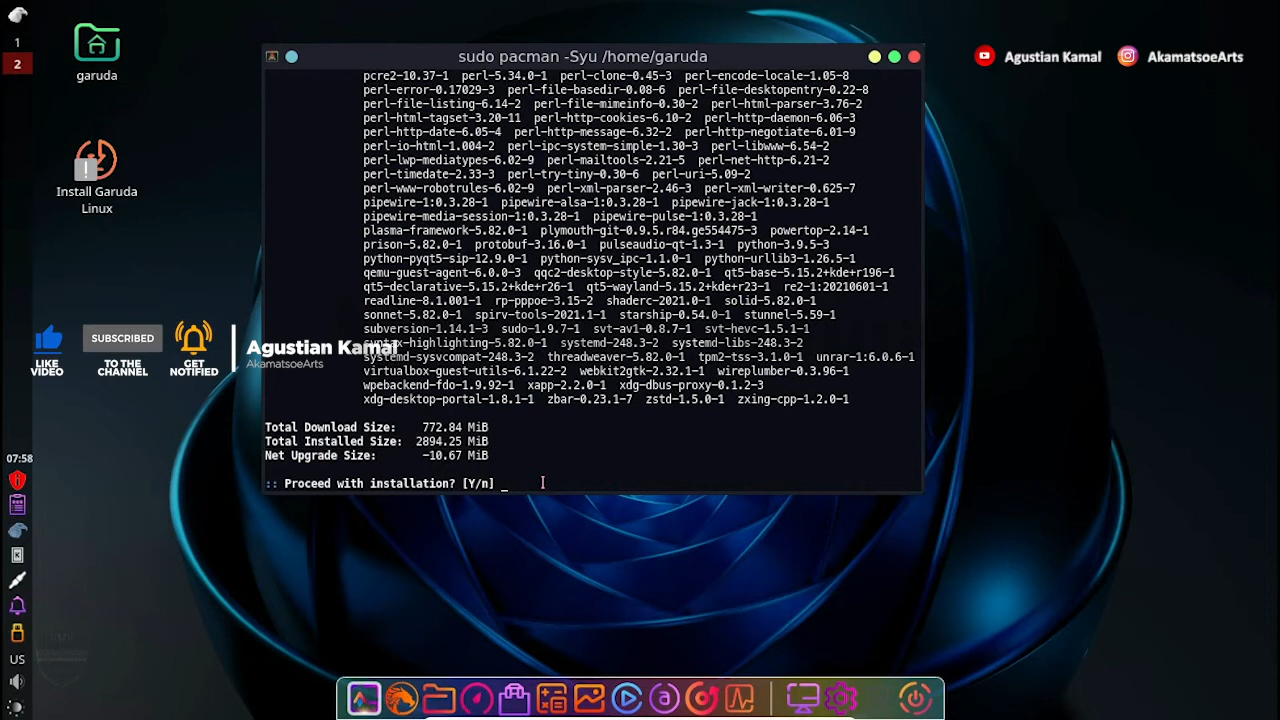 1
2
garuda
Install Garuda
Linux
sudo pacman -Syu /home/garuda
Agustian Kamal
AkamatsoeArts
pcre2-10.37-1 perl-5.34.0-1 perl-clone-0.45-3 perl-encode-locale-1.05-8
perl-error-0.17029-3 perl-file-basedir-0.08-6 perl-file-desktopentry-0.22-8
perl-file-listing-6.14-2 perl-file-mimeinfo-0.30-2 perl-html-parser-3.76-2
perl-html-tagset-3.20-11 perl-http-cookies-6.10-2 perl-http-daemon-6.06-3
perl-http-date-6.05-4 perl-http-message-6.32-2 perl-http-negotiate-6.01-9
perl-io-html-1.004-2 perl-ipc-system-simple-1.30-3 perl-libwww-6.54-2
perl-lwp-mediatypes-6.02-9 perl-mailtools-2.21-5 perl-net-http-6.21-2
perl-timedate-2.33-3 perl-try-tiny-0.30-6 perl-uri-5.09-2
perl-www-robotrules-6.02-9 perl-xml-parser-2.46-3 perl-xml-writer-0.625-7
pipewire-1:0.3.28-1 pipewire-alsa-1:0.3.28-1 pipewire-jack-1:0.3.28-1
pipewire-media-session-1:0.3.28-1 pipewire-pulse-1:0.3.28-1
plasma-framework-5.82.0-1 plymouth-git-0.9.5.r84.ge554475-3 powertop-2.14-1
prison-5.82.0-1 protobuf-3.16.0-1 pulseaudio-qt-1.3-1 python-3.9.5-3
python-pyqt5-sip-12.9.0-1 python-sysv_ipc-1.1.0-1 python-urllib3-1.26.5-1
qemu-guest-agent-6.0.0-3 qqc2-desktop-style-5.82.0-1 qt5-base-5.15.2+kde+r196-1
qt5-declarative-5.15.2+kde+r26-1 qt5-wayland-5.15.2+kde+r23-1 re2-1:20210601-1
readline-8.1.001-1 rp-pppoe-3.15-2 shaderc-2021.0-1 solid-5.82.0-1
sonnet-5.82.0-1 spirv-tools-2021.1-1 starship-0.54.0-1 stunnel-5.59-1
subversion-1.14.1-3 sudo-1.9.7-1 svt-av1-0.8.7-1 svt-hevc-1.5.1-1
syntax-highlighting-5.82.0-1 systemd-248.3-2 systemd-libs-248.3-2
systemd-sysvcompat-248.3-2 threadweaver-5.82.0-1 tpm2-tss-3.1.0-1 unrar-1:6.0.6-1
virtualbox-guest-utils-6.1.22-2 webkit2gtk-2.32.1-1 wireplumber-0.3.96-1
wpebackend-fdo-1.9.92-1 xapp-2.2.0-1 xdg-dbus-proxy-0.1.2-3
xdg-desktop-portal-1.8.1-1 zbar-0.23.1-7 zstd-1.5.0-1 zxing-cpp-1.2.0-1
Total Download Size: 772.84 MiB
Total Installed Size: 2894.25 MiB
Net Upgrade Size: -10.67 MiB
:: Proceed with installation? [Y/n] _
LIKE
VIDEO
SUBSCRIBED
TO THE
CHANNEL
GET
NOTIFIED
Agustian Kamal
AkamatsoeArts
07:58
US